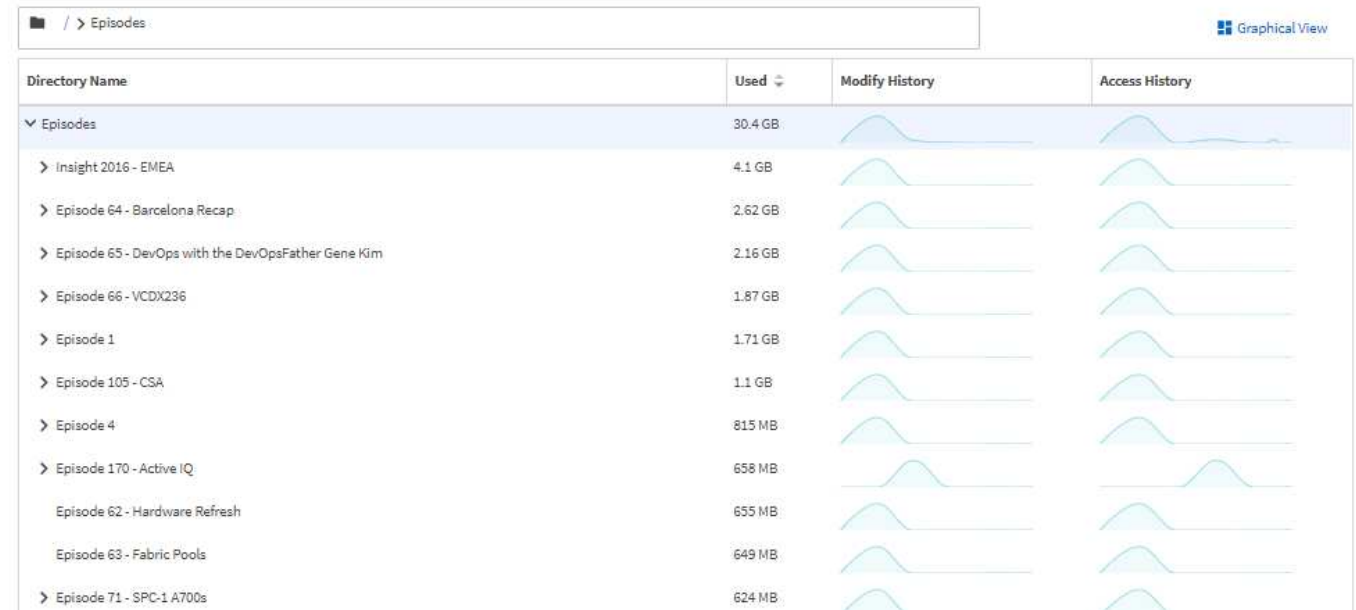 / > Episodes
Graphical View
Directory Name Used Modify History Access History
Episodes 30.4 GB
Insight 2016 - EMEA 4.1 GB
Episode 64 - Barcelona Recap 2.62 GB
Episode 65 - DevOps with the DevOpsFather Gene Kim 2.16 GB
Episode 66 - VCDX236 1.87 GB
Episode 1 1.71 GB
Episode 105 - CSA 1.1 GB
Episode 4 815 MB
Episode 170 - Active IQ 658 MB
Episode 62 - Hardware Refresh 655 MB
Episode 63 - Fabric Pools 649 MB
Episode 71 - SPC-1 A700s 624 MB